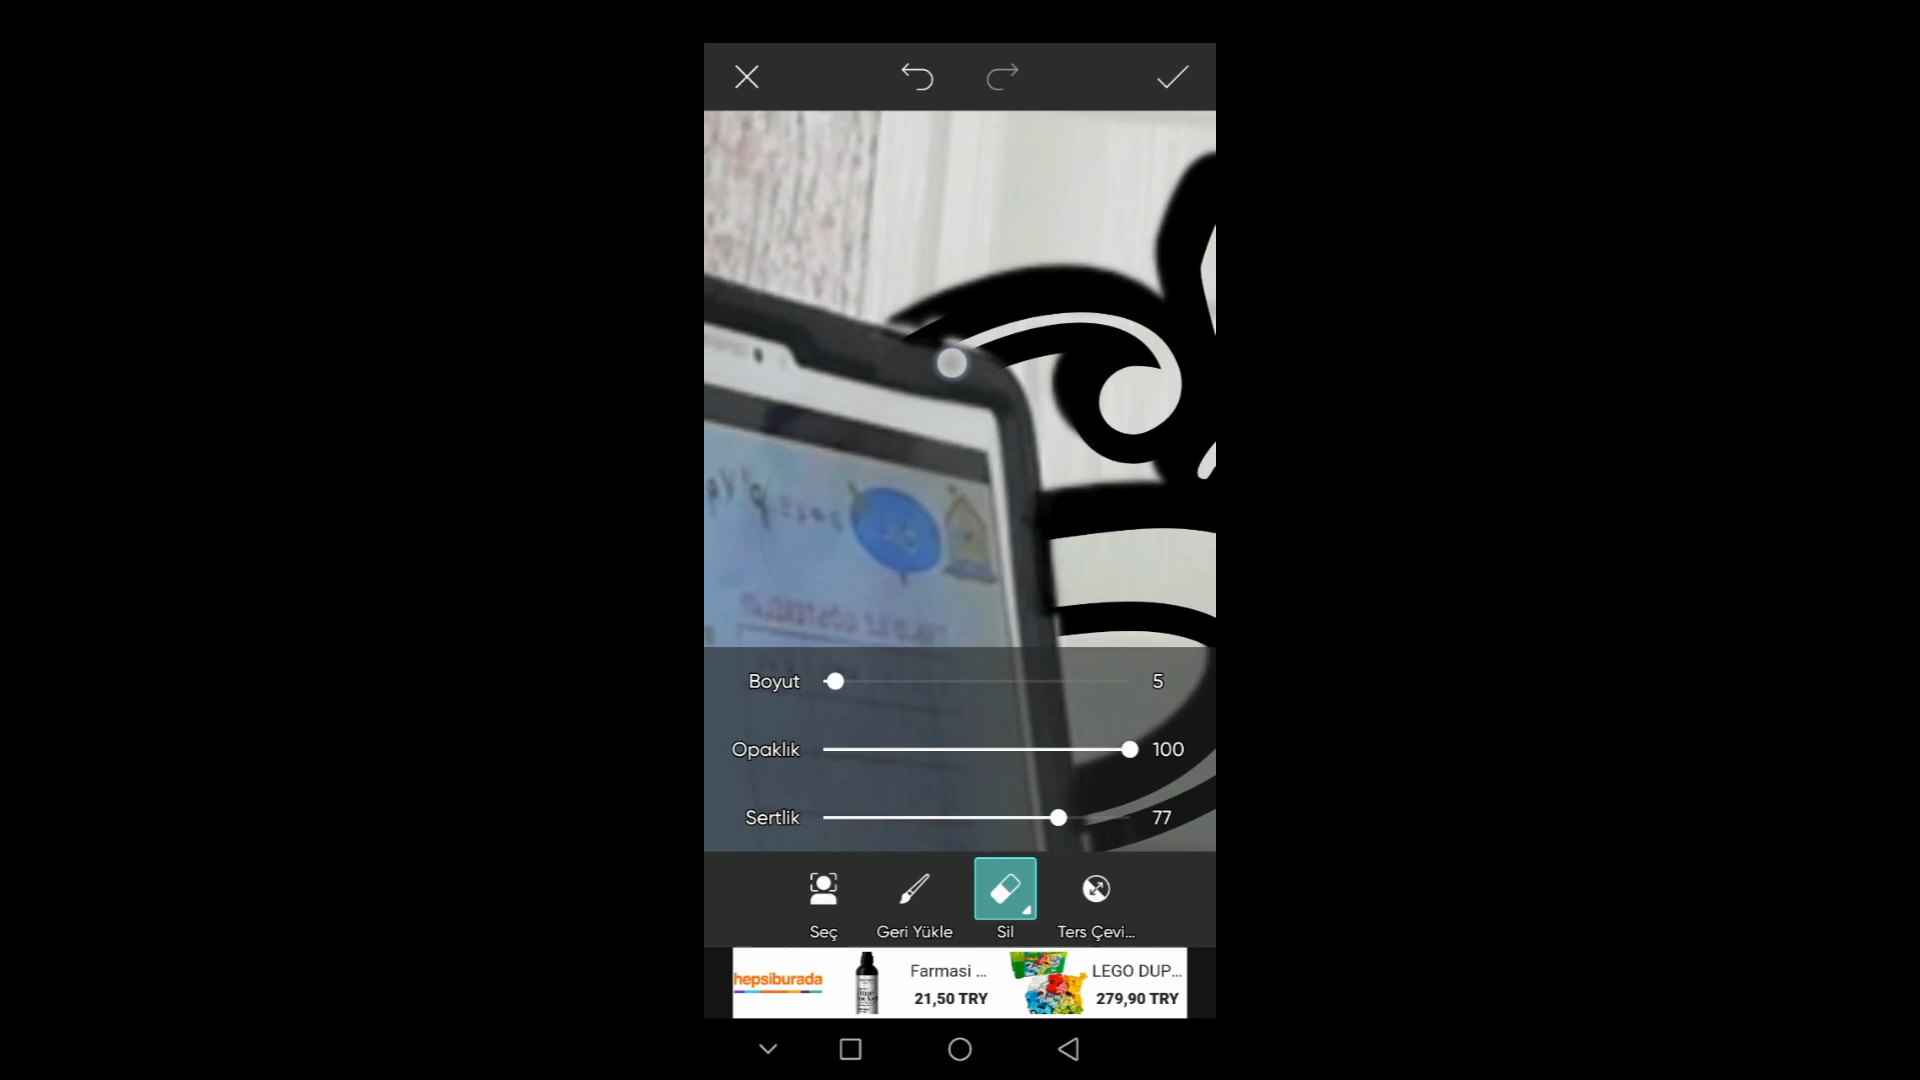 Boyut 5
Opaklık 100
Sertlik 77
Seç Geri Yükle Sil Ters Çevi...
hepsiburada Farmasi ... LEGO DUP...
21,50 TRY 279,90 TRY